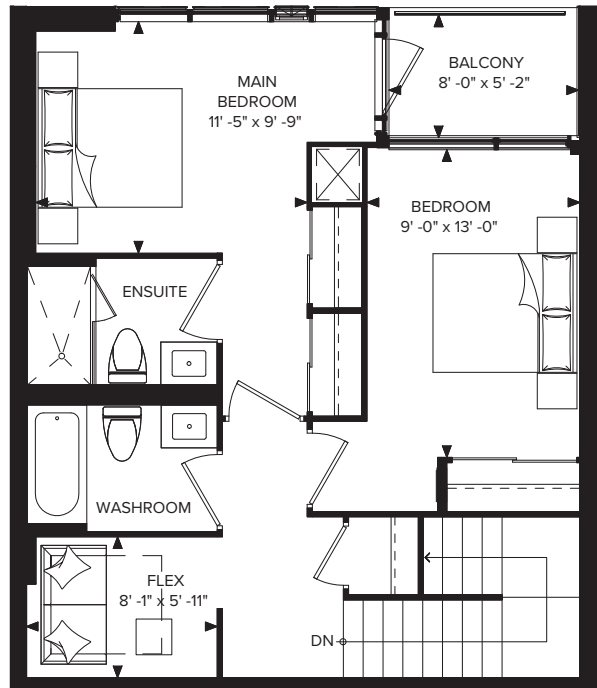 BALCONY
8' -0" x 5' -2"
MAIN
BEDROOM
11' -5" x 9' -9"
BEDROOM
9' -0" x 13' -0"
ENSUITE
WASHROOM
FLEX
8' -1" x 5' -11"
DN